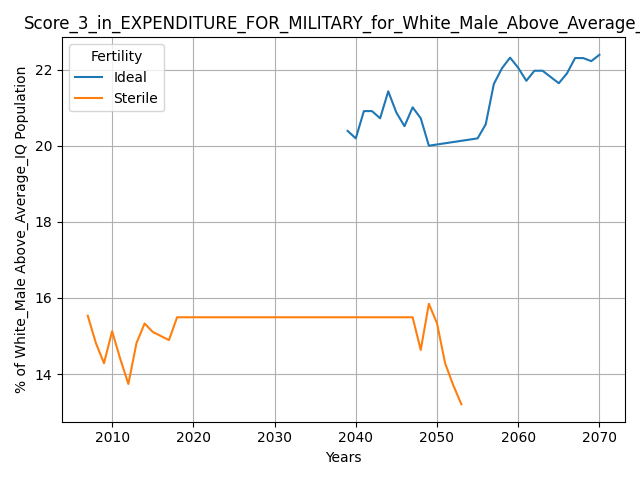 Score_3_in_EXPENDITURE_FOR_MILITARY_for_White_Male_Above_Average_
Fertility
Ideal
Sterile
% of White_Male Above_Average_IQ Population
22
20
18
16
14
2010 2020 2030 2040 2050 2060 2070
Years